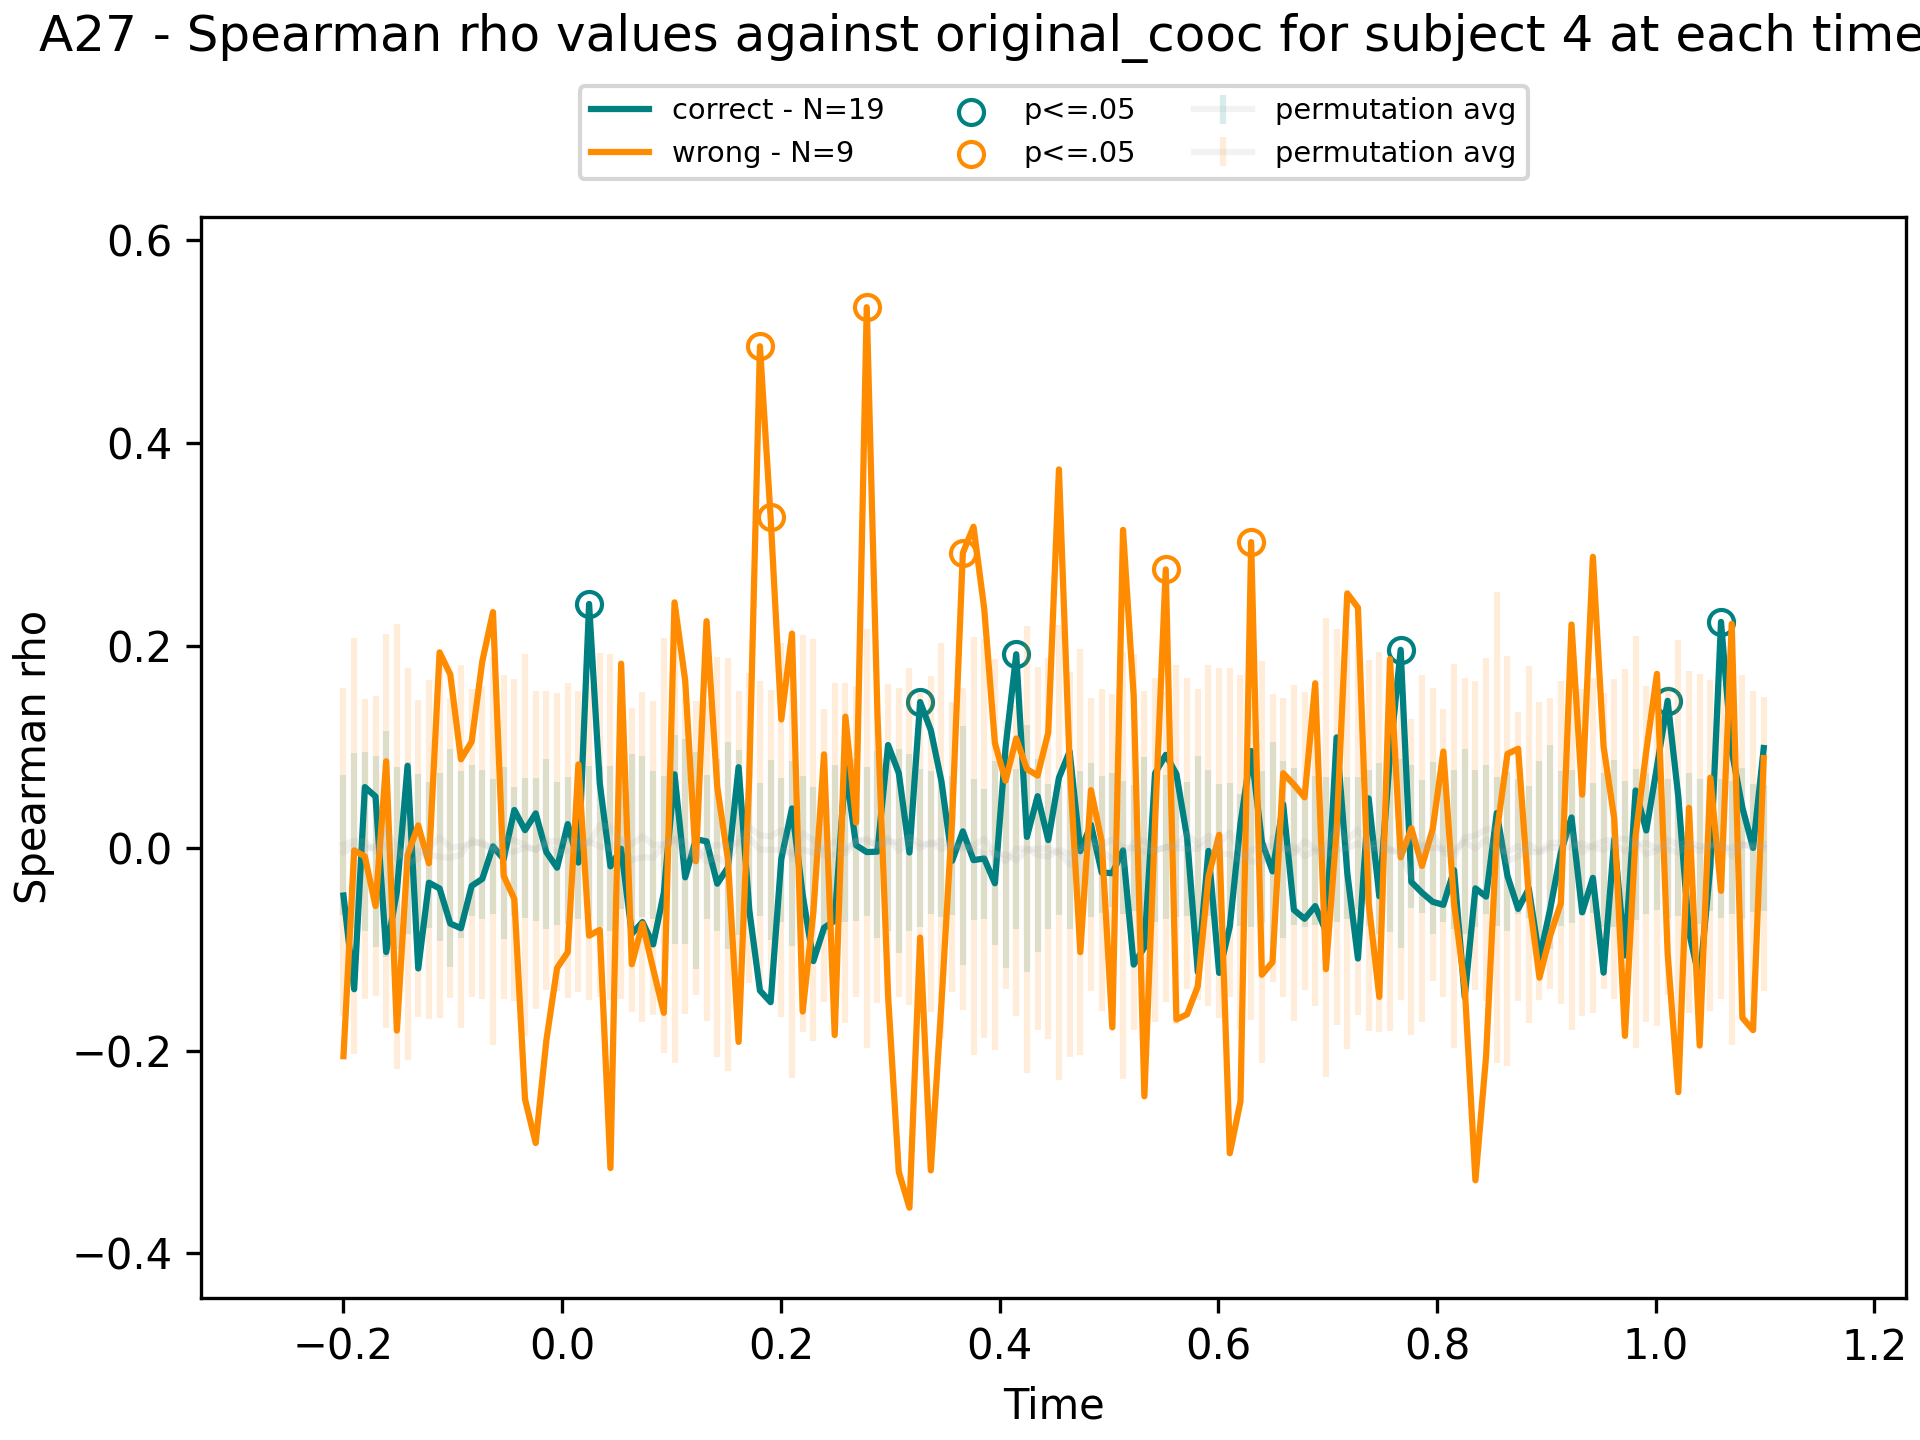 A27 - Spearman rho values against original_cooc for subject 4 at each time
correct - N=19
wrong - N=9
p<=.05
p<=.05
permutation avg
permutation avg
Spearman rho
0.6
0.4
0.2
0.0
−0.2
−0.4
−0.2 0.0 0.2 0.4 0.6 0.8 1.0 1.2
Time